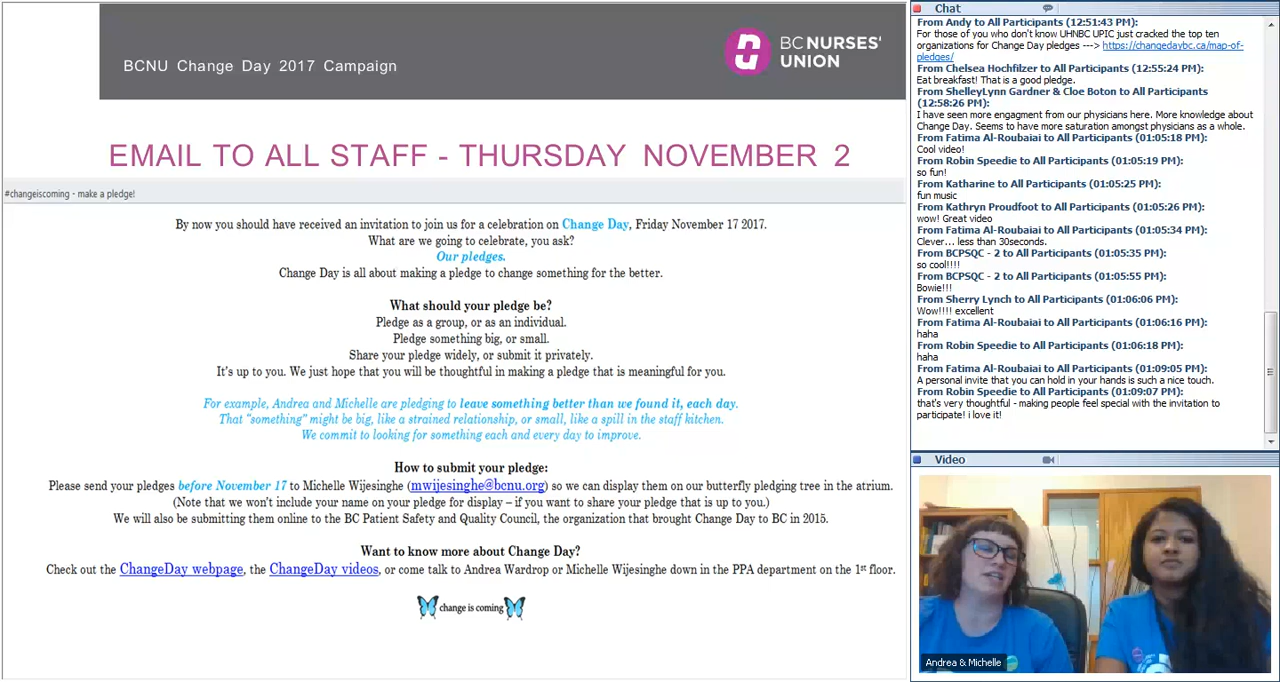 BCNU Change Day 2017 Campaign
BC NURSES'
UNION
EMAIL TO ALL STAFF - THURSDAY NOVEMBER 2
#changeiscoming - make a pledge!
By now you should have received an invitation to join us for a celebration on Change Day, Friday November 17 2017.
What are we going to celebrate, you ask?
Our pledges.
Change Day is all about making a pledge to change something for the better.
What should your pledge be?
Pledge as a group, or as an individual.
Pledge something big, or small.
Share your pledge widely, or submit it privately.
It's up to you. We just hope that you will be thoughtful in making a pledge that is meaningful for you.
For example, Andrea and Michelle are pledging to leave something better than we found it, each day.
That "something" might be big, like a strained relationship, or small, like a spill in the staff kitchen.
We commit to looking for something each and every day to improve.
How to submit your pledge:
Please send your pledges before November 17 to Michelle Wijesinghe (mwijesinghe@bcnu.org) so we can display them on our butterfly pledging tree in the atrium.
(Note that we won't include your name on your pledge for display – if you want to share your pledge that is up to you.)
We will also be submitting them online to the BC Patient Safety and Quality Council, the organization that brought Change Day to BC in 2015.
Want to know more about Change Day?
Check out the ChangeDay webpage, the ChangeDay videos, or come talk to Andrea Wardrop or Michelle Wijesinghe down in the PPA department on the 1st floor.
change is coming
Chat
From Andy to All Participants (12:51:43 PM):
For those of you who don't know UHNBC UPIC just cracked the top ten
organizations for Change Day pledges ---> https://changedaybc.ca/map-of-
pledges/
From Chelsea Hochfilzer to All Participants (12:55:24 PM):
Eat breakfast! That is a good pledge.
From ShelleyLynn Gardner & Cloe Boton to All Participants
(12:58:26 PM):
I have seen more engagment from our physicians here. More knowledge about
Change Day. Seems to have more saturation amongst physicians as a whole.
From Fatima Al-Roubaiai to All Participants (01:05:18 PM):
Cool video!
From Robin Speedie to All Participants (01:05:19 PM):
so fun!
From Katharine to All Participants (01:05:25 PM):
fun music
From Kathryn Proudfoot to All Participants (01:05:26 PM):
wow! Great video
From Fatima Al-Roubaiai to All Participants (01:05:34 PM):
Clever... less than 30seconds.
From BCPSQC - 2 to All Participants (01:05:35 PM):
so cool!!!!
From BCPSQC - 2 to All Participants (01:05:55 PM):
Bowie!!!
From Sherry Lynch to All Participants (01:06:06 PM):
Wow!!!! excellent
From Fatima Al-Roubaiai to All Participants (01:06:16 PM):
haha
From Robin Speedie to All Participants (01:06:18 PM):
haha
From Fatima Al-Roubaiai to All Participants (01:09:05 PM):
A personal invite that you can hold in your hands is such a nice touch.
From Robin Speedie to All Participants (01:09:07 PM):
that's very thoughtful - making people feel special with the invitation to
participate! i love it!
Video
Andrea & Michelle